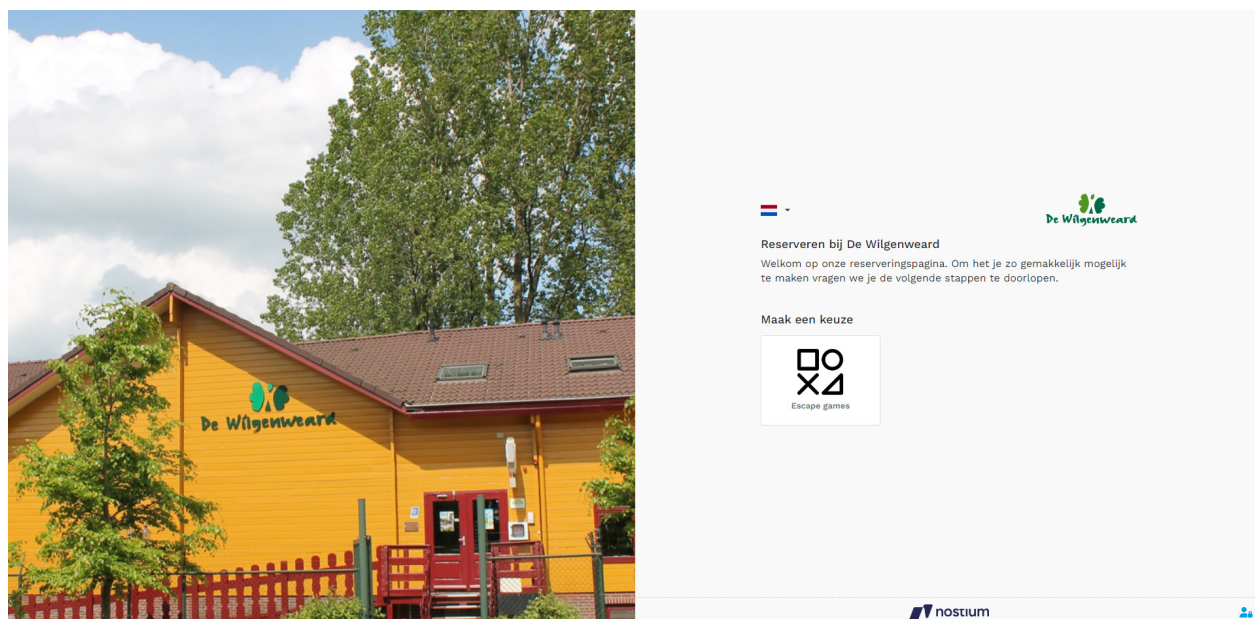 De Wilgenweard
De Wilgenweard
Reserveren bij De Wilgenweard
Welkom op onze reserveringspagina. Om het je zo gemakkelijk mogelijk
te maken vragen we je de volgende stappen te doorlopen.
Maak een keuze
Escape games
nostium